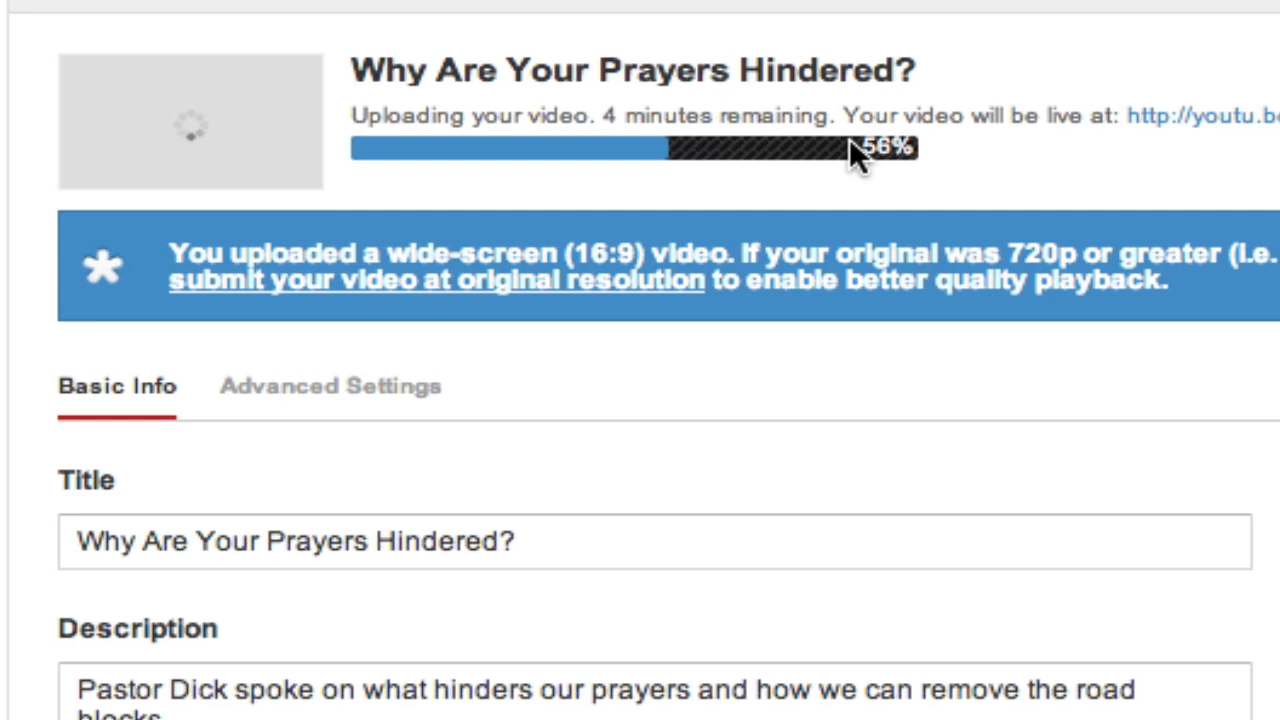 Why Are Your Prayers Hindered?
Uploading your video. 4 minutes remaining. Your video will be live at: http://youtu.b
56%
You uploaded a wide-screen (16:9) video. If your original was 720p or greater (i.e.
submit your video at original resolution to enable better quality playback.
Basic Info Advanced Settings
Title
Why Are Your Prayers Hindered?
Description
Pastor Dick spoke on what hinders our prayers and how we can remove the road
blocks